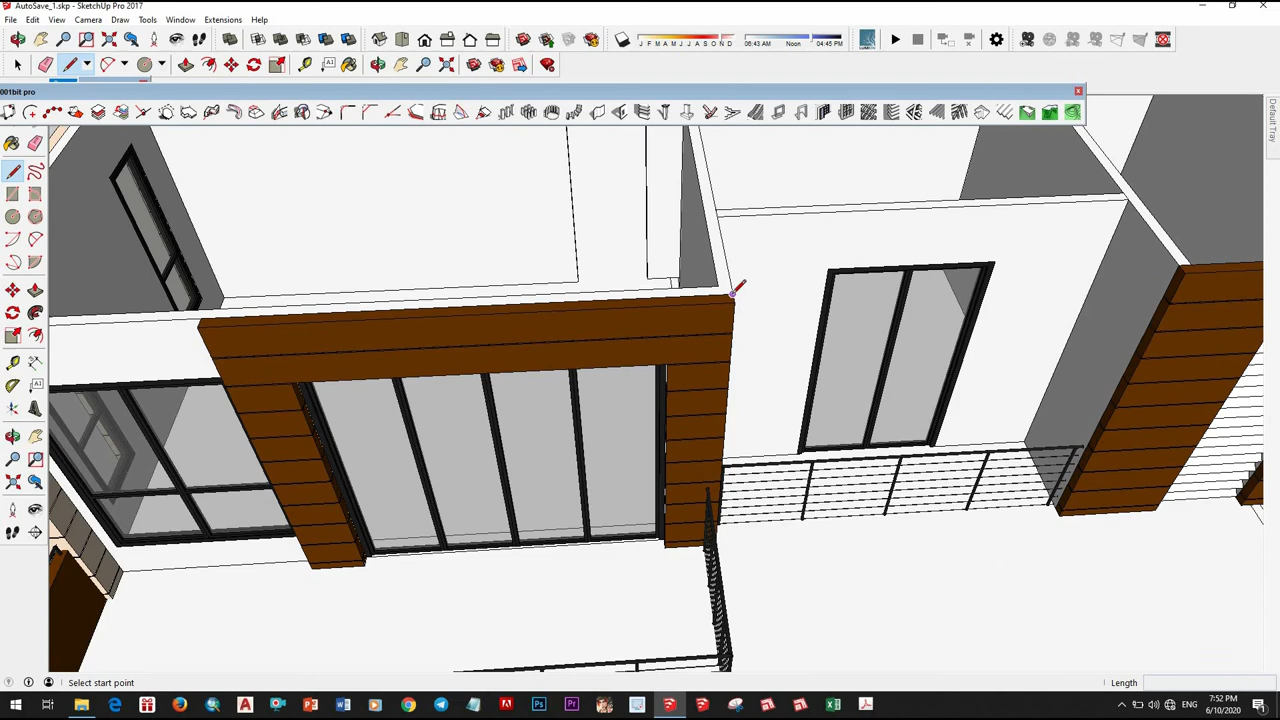 AutoSave_1.skp - SketchUp Pro 2017
File Edit View Camera Draw Tools Window Extensions Help
J F M A M J J A S O N D 06:43 AM Noon 04:45 PM
001bit pro
Default Tray
Select start point
Length
7:52 PM
6/10/2020